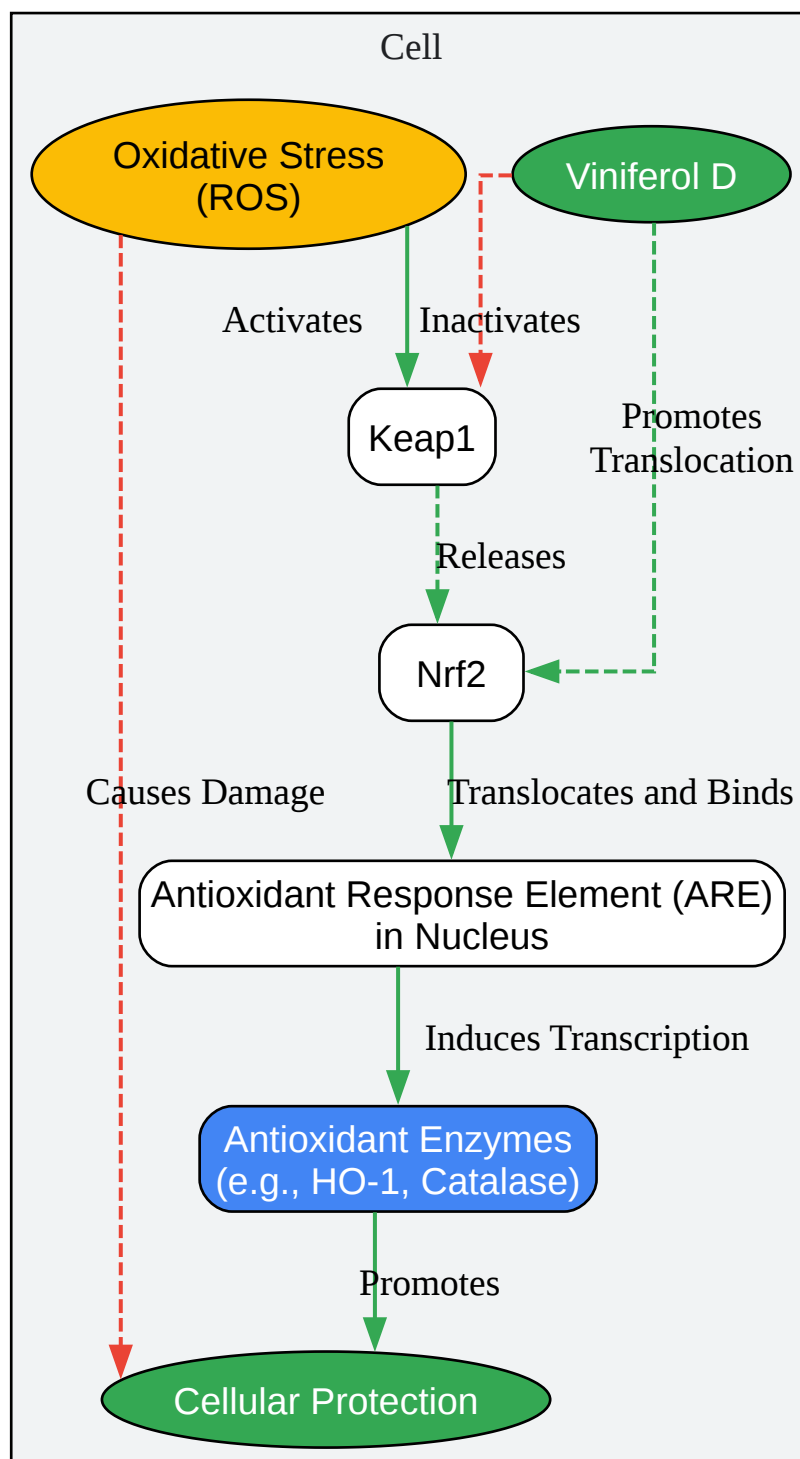 Cell
Oxidative Stress
(ROS)
Viniferol D
Activates
Inactivates
Keap1
Promotes
Translocation
Releases
Nrf2
Causes Damage
Translocates and Binds
Antioxidant Response Element (ARE)
in Nucleus
Induces Transcription
Antioxidant Enzymes
(e.g., HO-1, Catalase)
Promotes
Cellular Protection